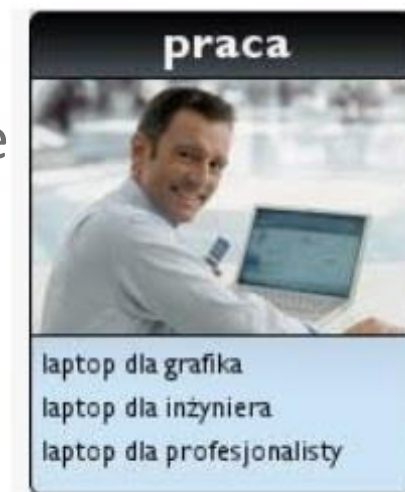 praca
e
laptop dla grafika
laptop dla inżyniera
laptop dla profesjonalisty